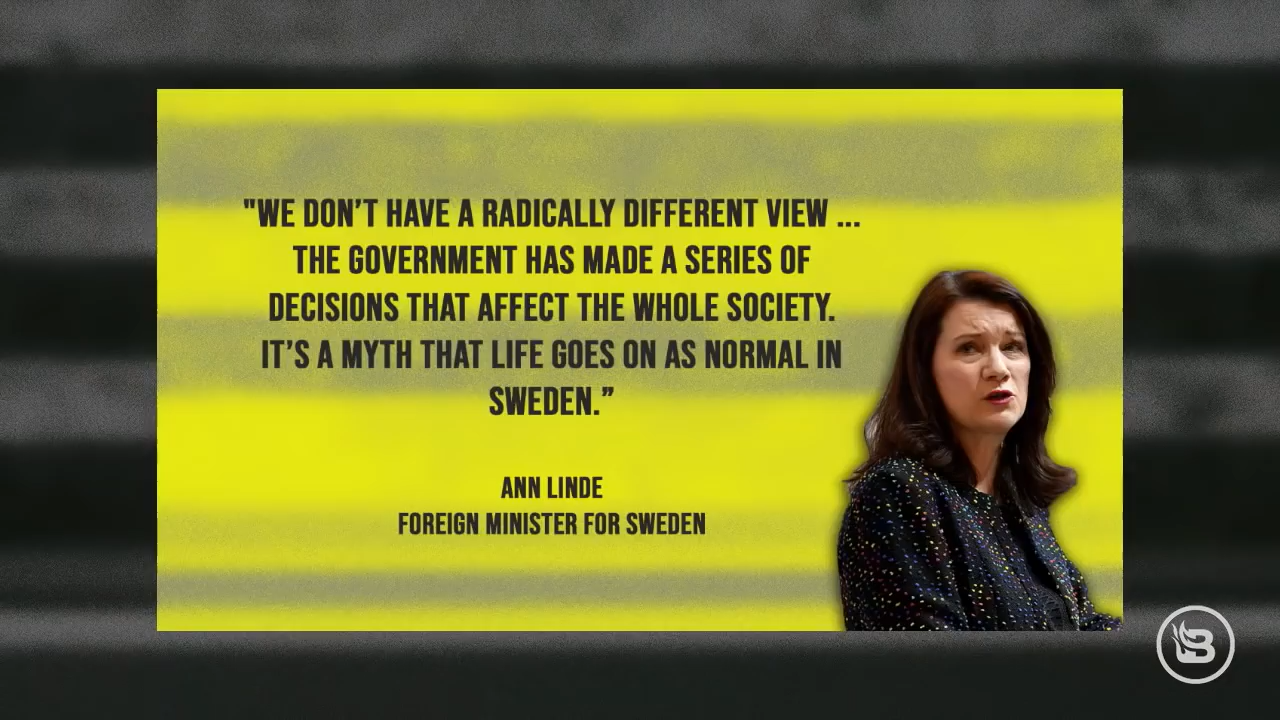 "WE DON’T HAVE A RADICALLY DIFFERENT VIEW ...
THE GOVERNMENT HAS MADE A SERIES OF
DECISIONS THAT AFFECT THE WHOLE SOCIETY.
IT’S A MYTH THAT LIFE GOES ON AS NORMAL IN
SWEDEN.”
ANN LINDE
FOREIGN MINISTER FOR SWEDEN
B